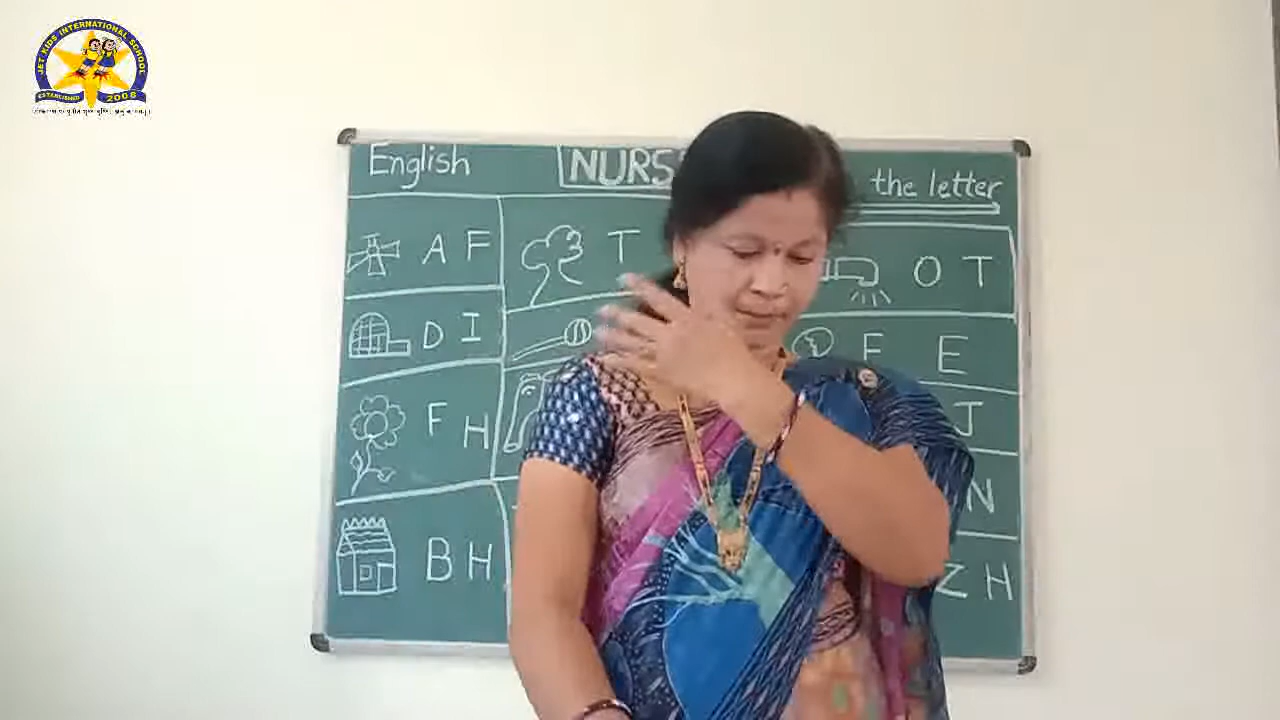 JET KIDS INTERNATIONAL SCHOOL
ESTABLISHED 2008
English
NURS
the letter
A F
T
O T
D I
F E
F H
J
N
B H
Z H